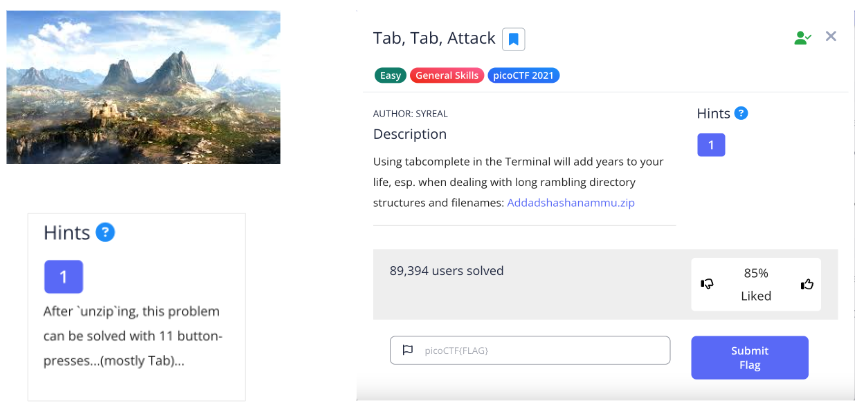 Hints ?
1
After `unzip`ing, this problem
can be solved with 11 button-
presses...(mostly Tab)...
Tab, Tab, Attack
Easy General Skills picoCTF 2021
AUTHOR: SYREAL
Description
Using tabcomplete in the Terminal will add years to your
life, esp. when dealing with long rambling directory
structures and filenames: Addadshashanammu.zip
Hints ?
1
89,394 users solved
85%
Liked
picoCTF{FLAG}
Submit
Flag